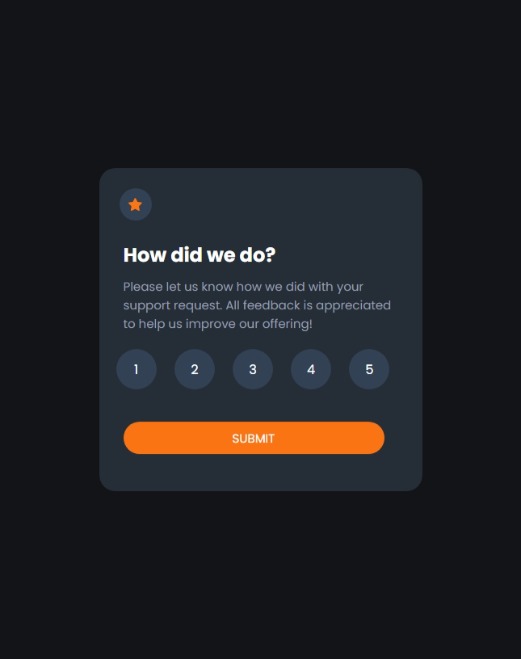 How did we do?
Please let us know how we did with your
support request. All feedback is appreciated
to help us improve our offering!
1 2 3 4 5
SUBMIT